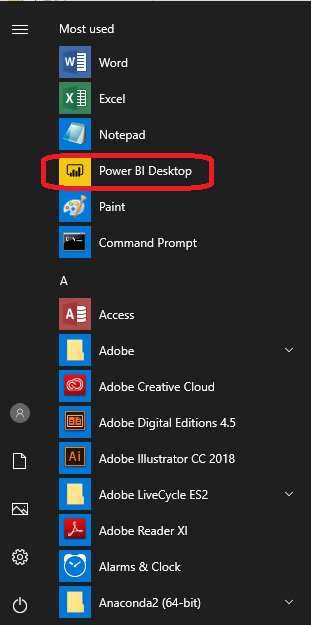 Most used
Word
Excel
Notepad
Power BI Desktop
Paint
Command Prompt
A
Access
Adobe
Adobe Creative Cloud
Adobe Digital Editions 4.5
Ai
Adobe Illustrator CC 2018
Adobe LiveCycle ES2
Adobe Reader XI
Alarms & Clock
Anaconda2 (64-bit)